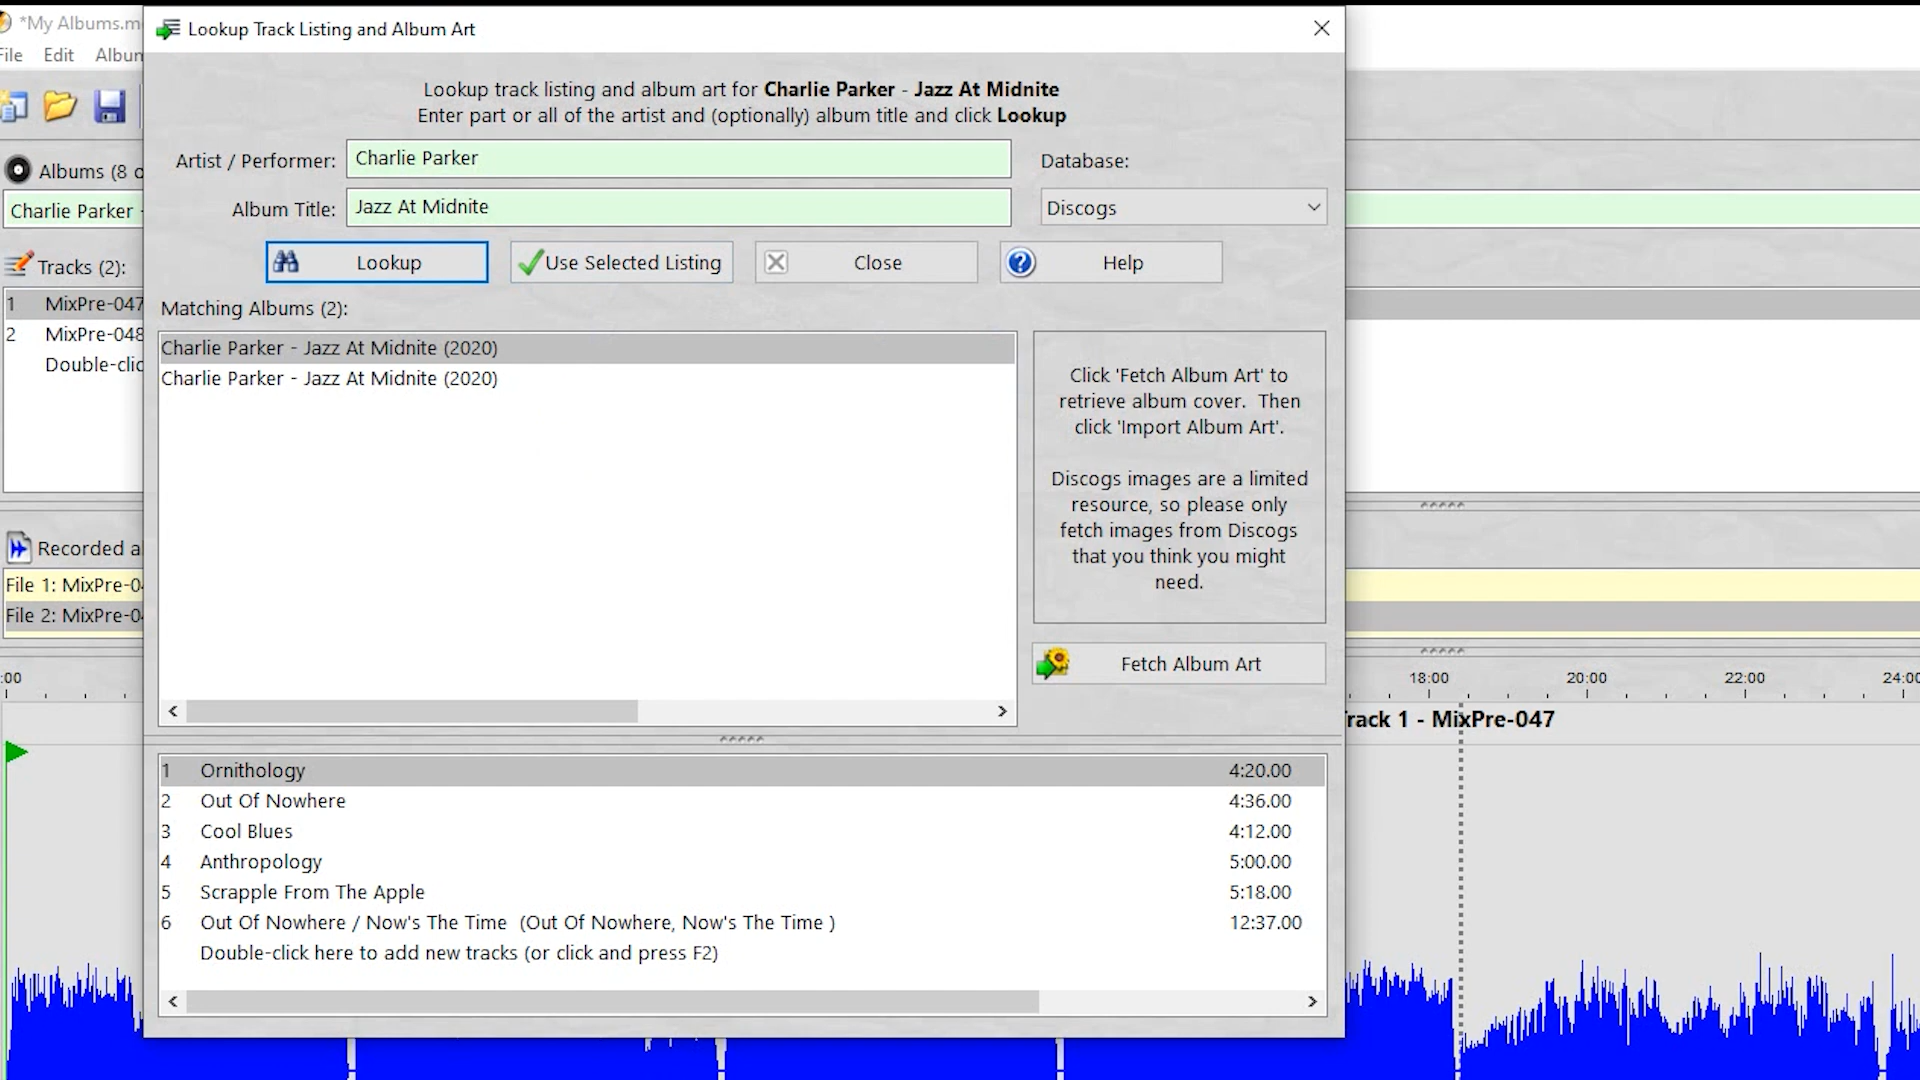 *My Albums.m
Lookup Track Listing and Album Art
File Edit Album
Lookup track listing and album art for Charlie Parker - Jazz At Midnite
Enter part or all of the artist and (optionally) album title and click Lookup
Artist / Performer: Charlie Parker
Database:
Albums (8 o
Album Title: Jazz At Midnite
Discogs
Charlie Parker -
Lookup
Use Selected Listing
Close
Help
Tracks (2):
Matching Albums (2):
1 MixPre-047
2 MixPre-048
Double-clic
Charlie Parker - Jazz At Midnite (2020)
Charlie Parker - Jazz At Midnite (2020)
Click 'Fetch Album Art' to
retrieve album cover. Then
click 'Import Album Art'.
Discogs images are a limited
resource, so please only
fetch images from Discogs
that you think you might
need.
Recorded a
File 1: MixPre-0
File 2: MixPre-0
Fetch Album Art
:00
18:00 20:00 22:00 24:00
Track 1 - MixPre-047
1 Ornithology 4:20.00
2 Out Of Nowhere 4:36.00
3 Cool Blues 4:12.00
4 Anthropology 5:00.00
5 Scrapple From The Apple 5:18.00
6 Out Of Nowhere / Now's The Time (Out Of Nowhere, Now's The Time ) 12:37.00
Double-click here to add new tracks (or click and press F2)